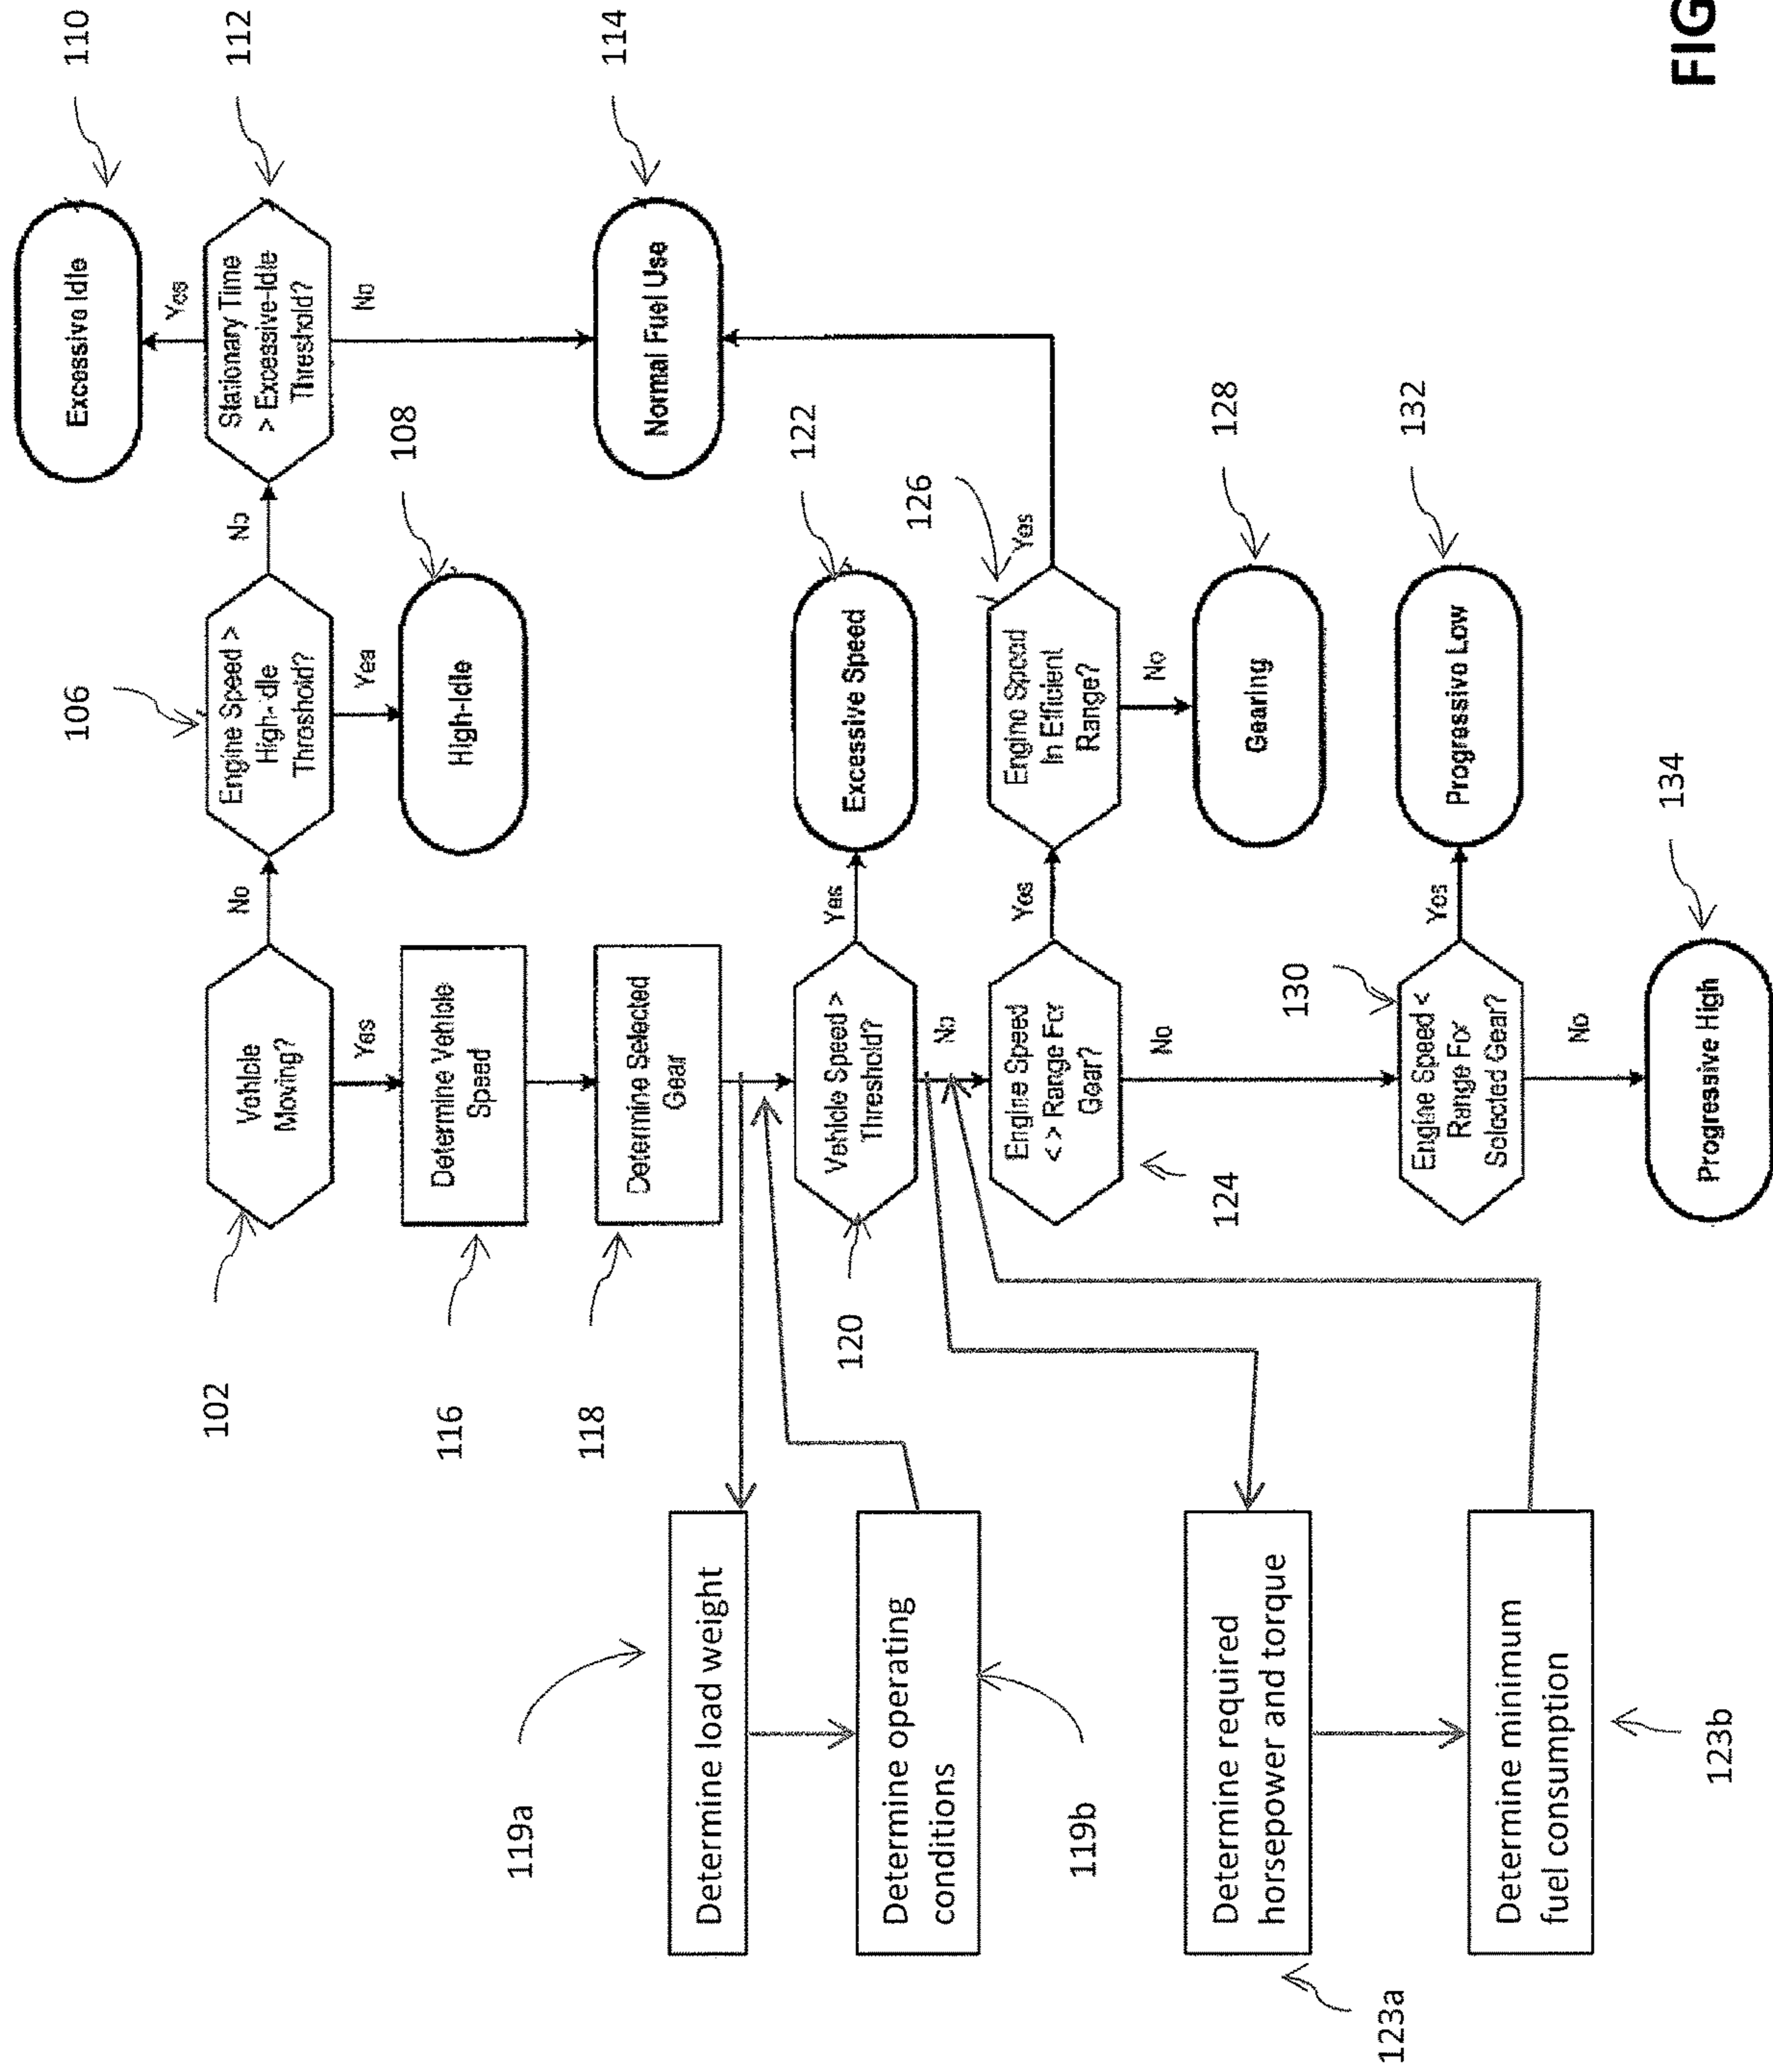 102
Vehicle
Moving?
No
Yes
106
Engine Speed >
High-Idle
Threshold?
No
Yes
108
High-Idle
110
Excessive Idle
Yes
112
Stationary Time
> Excessive-Idle
Threshold?
No
114
Normal Fuel Use
116
Determine Vehicle
Speed
118
Determine Selected
Gear
119a
Determine load weight
119b
Determine operating
conditions
120
Vehicle Speed >
Threshold?
Yes
No
122
Excessive Speed
123a
Determine required
horsepower and torque
123b
Determine minimum
fuel consumption
124
Engine Speed
< > Range For
Gear?
Yes
No
126
Engine Speed
In Efficient
Range?
Yes
No
128
Gearing
130
Engine Speed <
Range For
Selected Gear?
Yes
No
132
Progressive Low
134
Progressive High
FIG